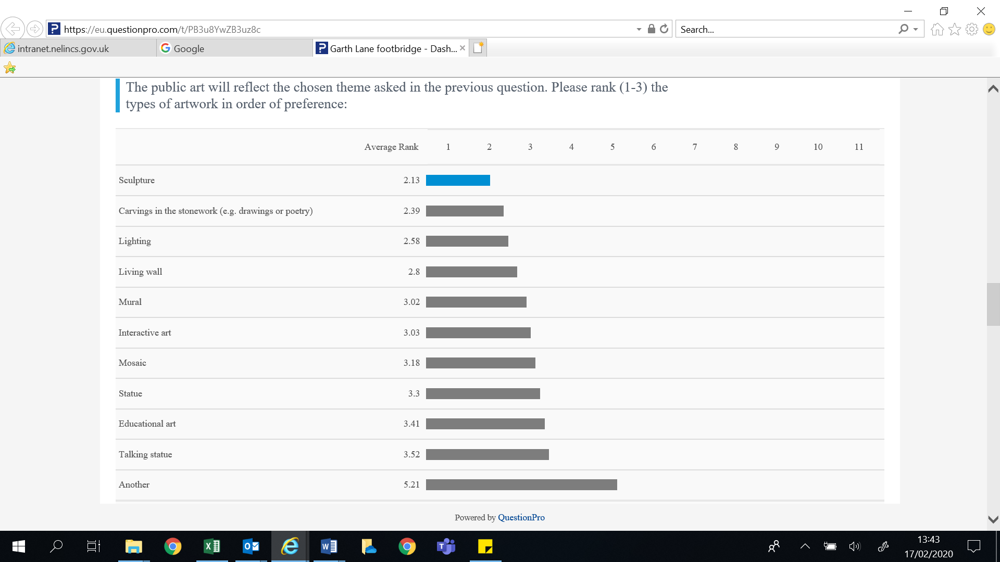 https://eu.questionpro.com/t/PB3u8YwZB3uz8c
Search...
intranet.nelincs.gov.uk
Google
Garth Lane footbridge - Dash...
The public art will reflect the chosen theme asked in the previous question. Please rank (1-3) the
types of artwork in order of preference:
Average Rank 1 2 3 4 5 6 7 8 9 10 11
Sculpture 2.13
Carvings in the stonework (e.g. drawings or poetry) 2.39
Lighting 2.58
Living wall 2.8
Mural 3.02
Interactive art 3.03
Mosaic 3.18
Statue 3.3
Educational art 3.41
Talking statue 3.52
Another 5.21
Powered by QuestionPro
13:43
17/02/2020